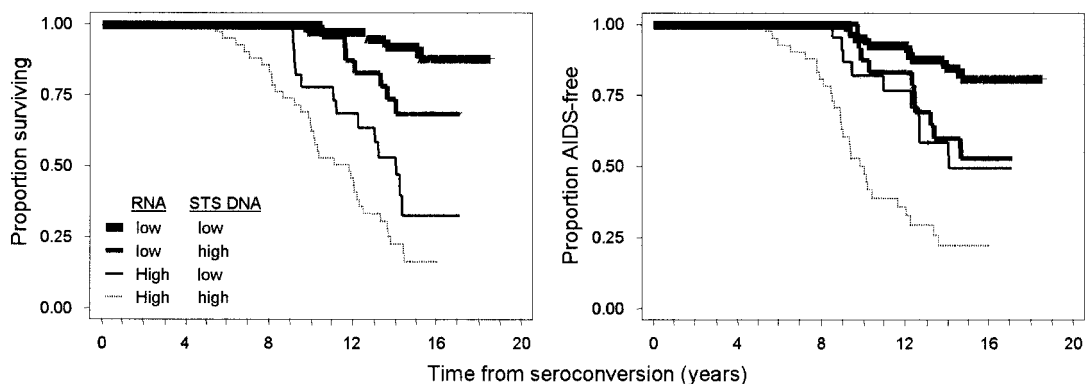 Proportion surviving
1.00
0.75
0.50
0.25
0.00
RNA STS DNA
low low
low high
High low
High high
0 4 8 12 16 20
Proportion AIDS-free
1.00
0.75
0.50
0.25
0.00
0 4 8 12 16 20
Time from seroconversion (years)